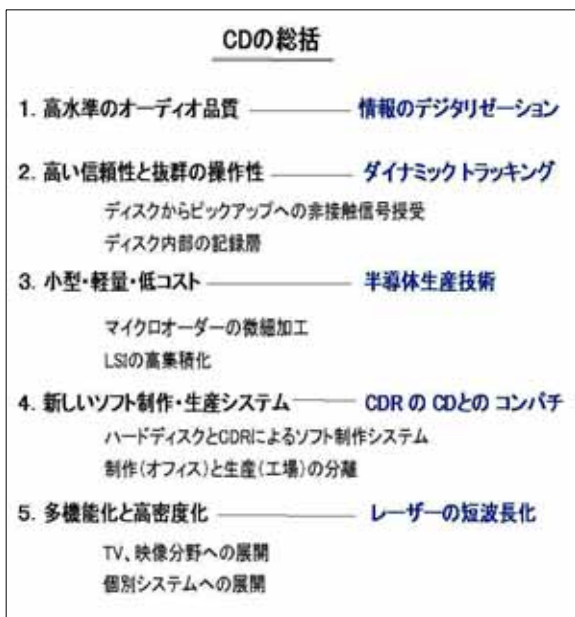 CDの総括
1. 高水準のオーディオ品質 情報のデジタリゼーション
2. 高い信頼性と抜群の操作性 ダイナミックトラッキング
ディスクからピックアップへの非接触信号授受
ディスク内部の記録層
3. 小型・軽量・低コスト 半導体生産技術
マイクロオーダーの微細加工
LSIの高集積化
4. 新しいソフト制作・生産システム CDR の CDとの コンパチ
ハードディスクとCDRによるソフト制作システム
制作(オフィス)と生産(工場)の分離
5. 多機能化と高密度化 レーザーの短波長化
TV、映像分野への展開
個別システムへの展開